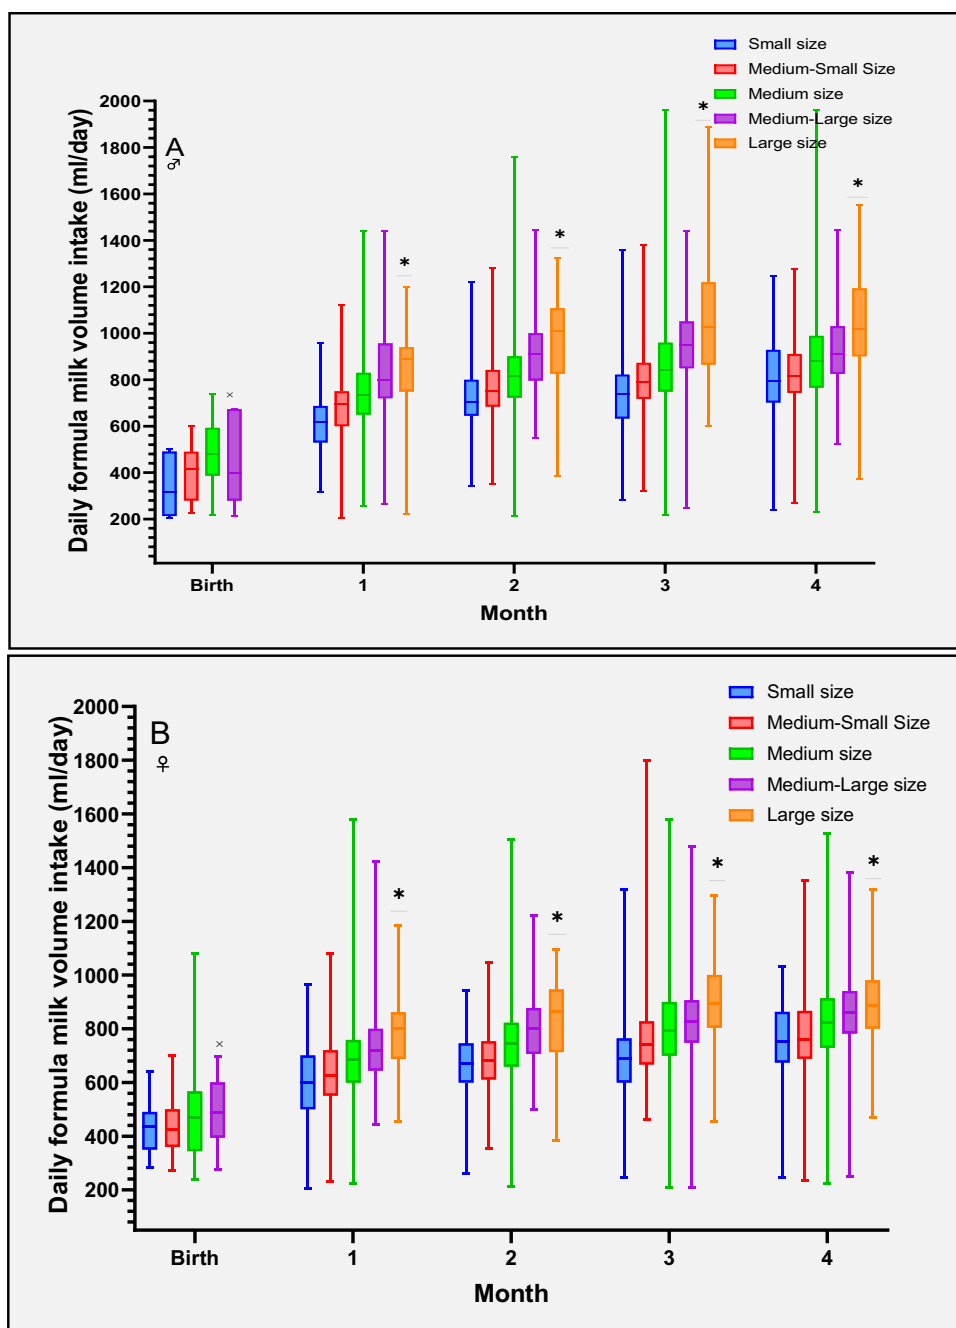 Small size
Medium-Small Size
Medium size
Medium-Large size
Large size
A
♂
Daily formula milk volume intake (ml/day)
2000
1800
1600
1400
1200
1000
800
600
400
200
×
*
*
*
*
Birth 1 2 3 4
Month
Small size
Medium-Small Size
Medium size
Medium-Large size
Large size
B
♀
Daily formula milk volume intake (ml/day)
2000
1800
1600
1400
1200
1000
800
600
400
200
×
*
*
*
*
Birth 1 2 3 4
Month